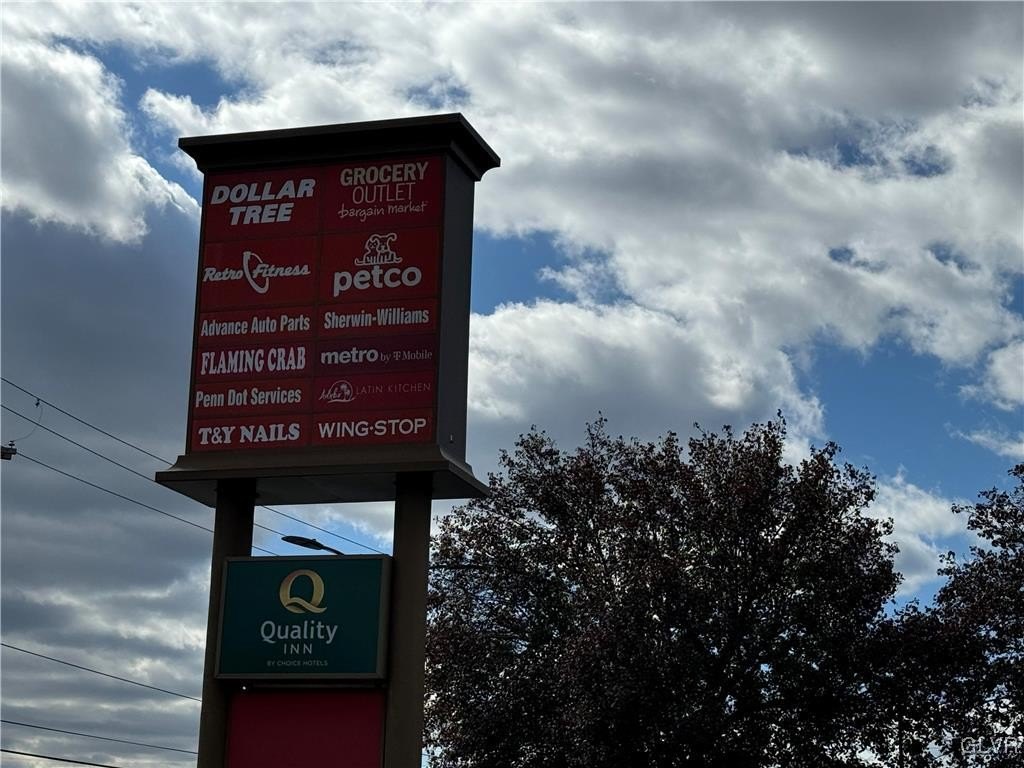 DOLLAR
TREE
GROCERY
OUTLET
bargain market
Retro Fitness
petco
Advance Auto Parts
Sherwin-Williams
FLAMING CRAB
metro by T Mobile
Penn Dot Services
LATIN KITCHEN
T&Y NAILS
WING-STOP
Q
Quality
INN
BY CHOICE HOTELS
GLVR